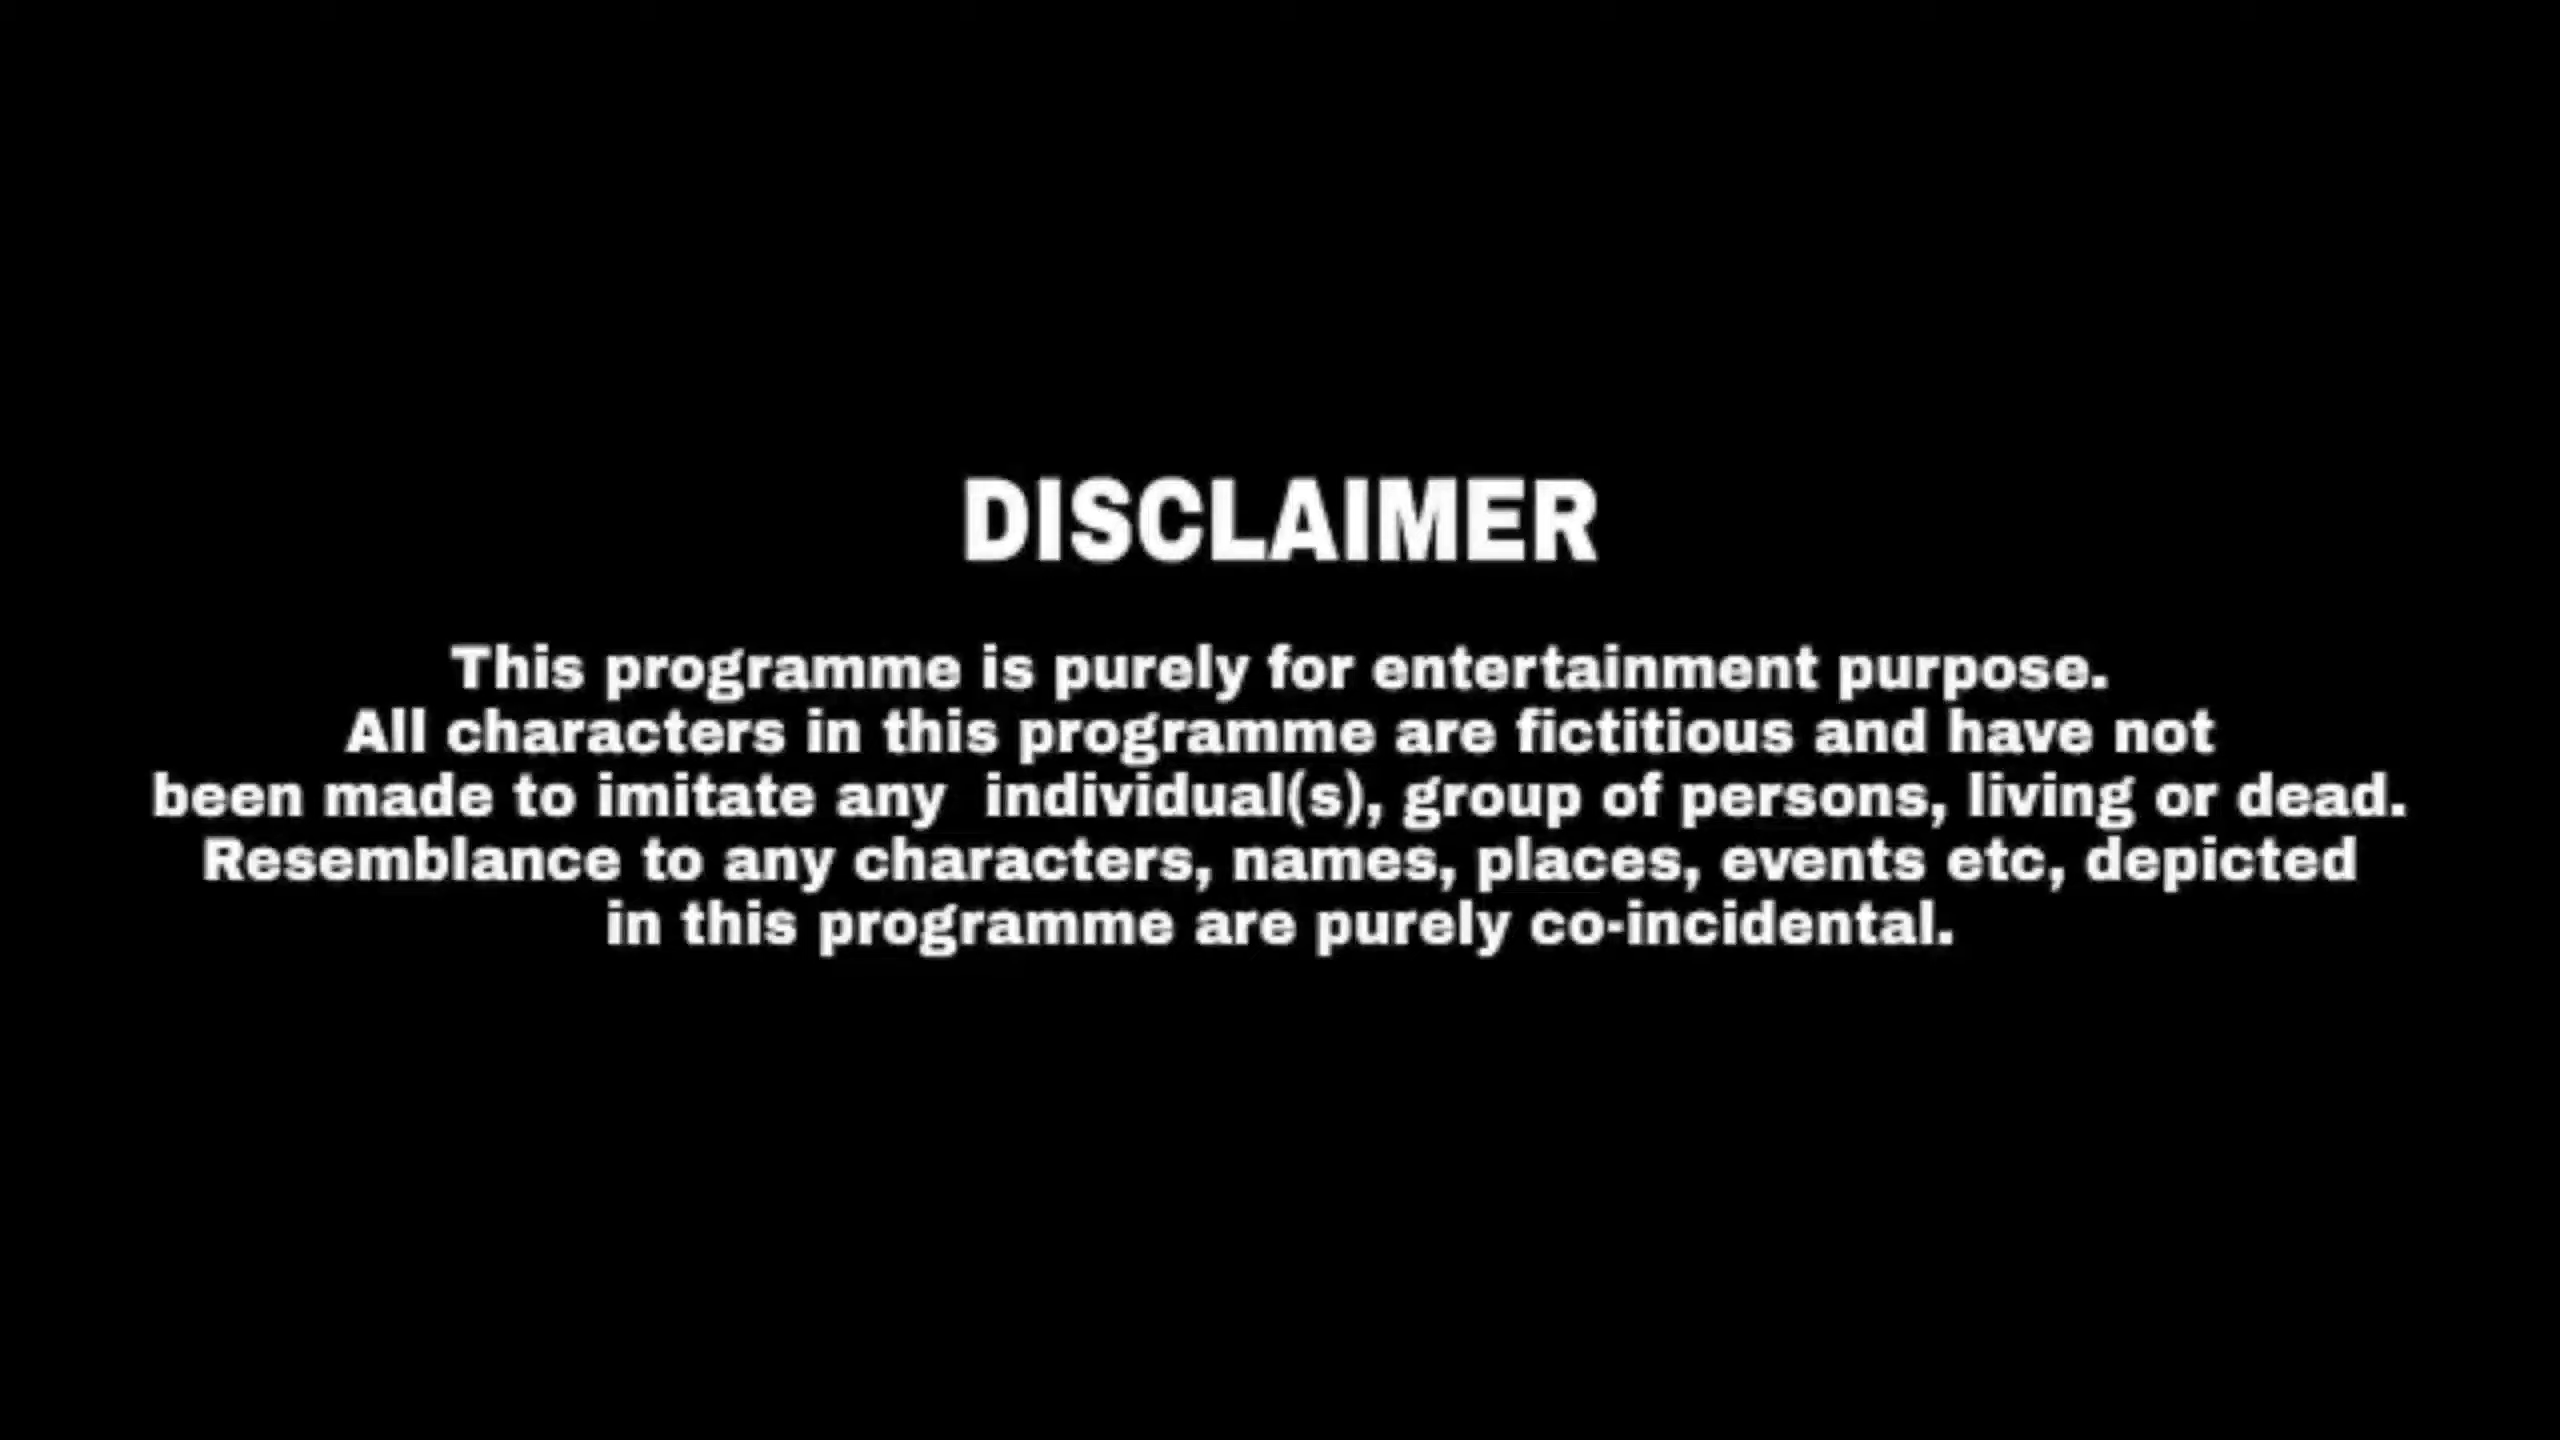 DISCLAIMER
This programme is purely for entertainment purpose.
All characters in this programme are fictitious and have not
been made to imitate any  individual(s), group of persons, living or dead.
Resemblance to any characters, names, places, events etc, depicted
in this programme are purely co-incidental.